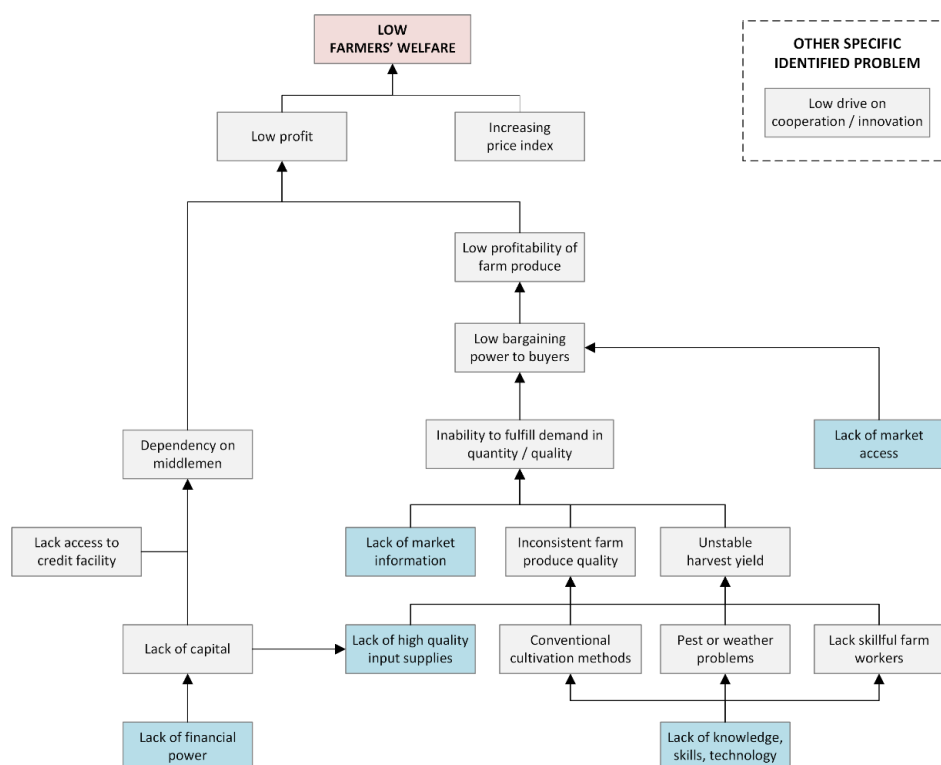 LOW
FARMERS’ WELFARE
OTHER SPECIFIC
IDENTIFIED PROBLEM
Low drive on
cooperation / innovation
Low profit
Increasing
price index
Low profitability of
farm produce
Low bargaining
power to buyers
Dependency on
middlemen
Inability to fulfill demand in
quantity / quality
Lack of market
access
Lack access to
credit facility
Lack of market
information
Inconsistent farm
produce quality
Unstable
harvest yield
Lack of capital
Lack of high quality
input supplies
Conventional
cultivation methods
Pest or weather
problems
Lack skillful farm
workers
Lack of financial
power
Lack of knowledge,
skills, technology